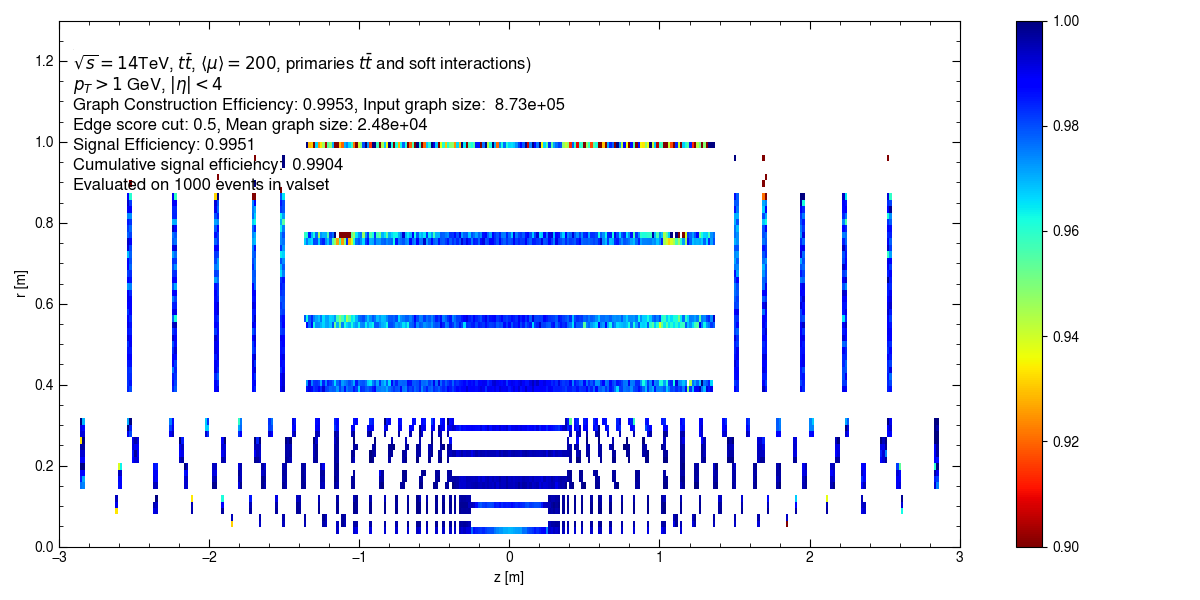 √s = 14TeV, tt̄, ⟨μ⟩ = 200, primaries tt̄ and soft interactions)
p_T > 1 GeV, |η| < 4
Graph Construction Efficiency: 0.9953, Input graph size: 8.73e+05
Edge score cut: 0.5, Mean graph size: 2.48e+04
Signal Efficiency: 0.9951
Cumulative signal efficiency: 0.9904
Evaluated on 1000 events in valset
r [m]
1.2
1.0
0.8
0.6
0.4
0.2
0.0
−3 −2 −1 0 1 2 3
z [m]
1.00
0.98
0.96
0.94
0.92
0.90